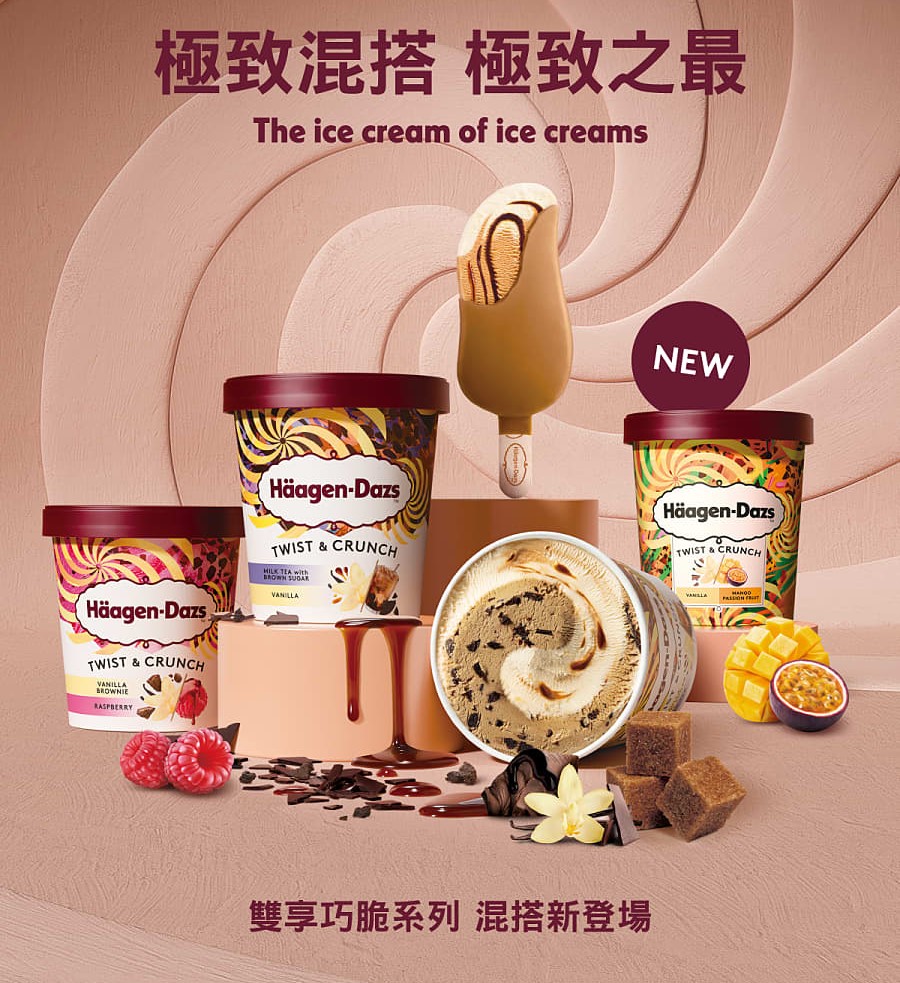 極致混搭 極致之最
The ice cream of ice creams
NEW
Häagen-Dazs
TWIST & CRUNCH
MILK TEA with
BROWN SUGAR
VANILLA
Häagen-Dazs
TWIST & CRUNCH
VANILLA
MANGO
PASSION FRUIT
Häagen-Dazs
TWIST & CRUNCH
VANILLA
BROWNIE
RASPBERRY
Häagen-Dazs
雙享巧脆系列 混搭新登場